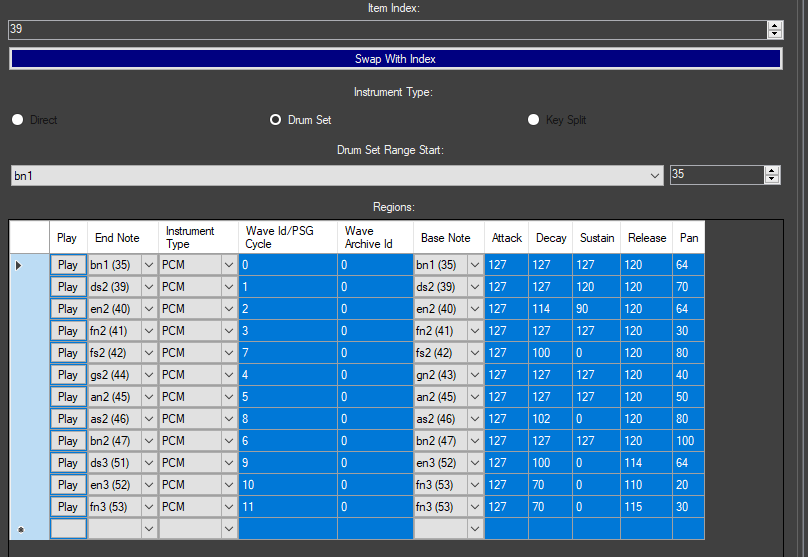 Item Index:
39
Swap With Index
Instrument Type:
Direct Drum Set Key Split
Drum Set Range Start:
bn1 35
Regions:
Play End Note Instrument Type Wave Id/PSG Cycle Wave Archive Id Base Note Attack Decay Sustain Release Pan
Play bn1 (35) PCM 0 0 bn1 (35) 127 127 127 120 64
Play ds2 (39) PCM 1 0 ds2 (39) 127 127 120 120 70
Play en2 (40) PCM 2 0 en2 (40) 127 114 90 120 64
Play fn2 (41) PCM 3 0 fn2 (41) 127 127 127 120 30
Play fs2 (42) PCM 7 0 fs2 (42) 127 100 0 120 80
Play gs2 (44) PCM 4 0 gn2 (43) 127 127 127 120 40
Play an2 (45) PCM 5 0 an2 (45) 127 127 127 120 50
Play as2 (46) PCM 8 0 as2 (46) 127 102 0 120 80
Play bn2 (47) PCM 6 0 bn2 (47) 127 127 127 120 100
Play ds3 (51) PCM 9 0 en3 (52) 127 100 0 114 64
Play en3 (52) PCM 10 0 fn3 (53) 127 70 0 110 20
Play fn3 (53) PCM 11 0 fn3 (53) 127 70 0 115 30